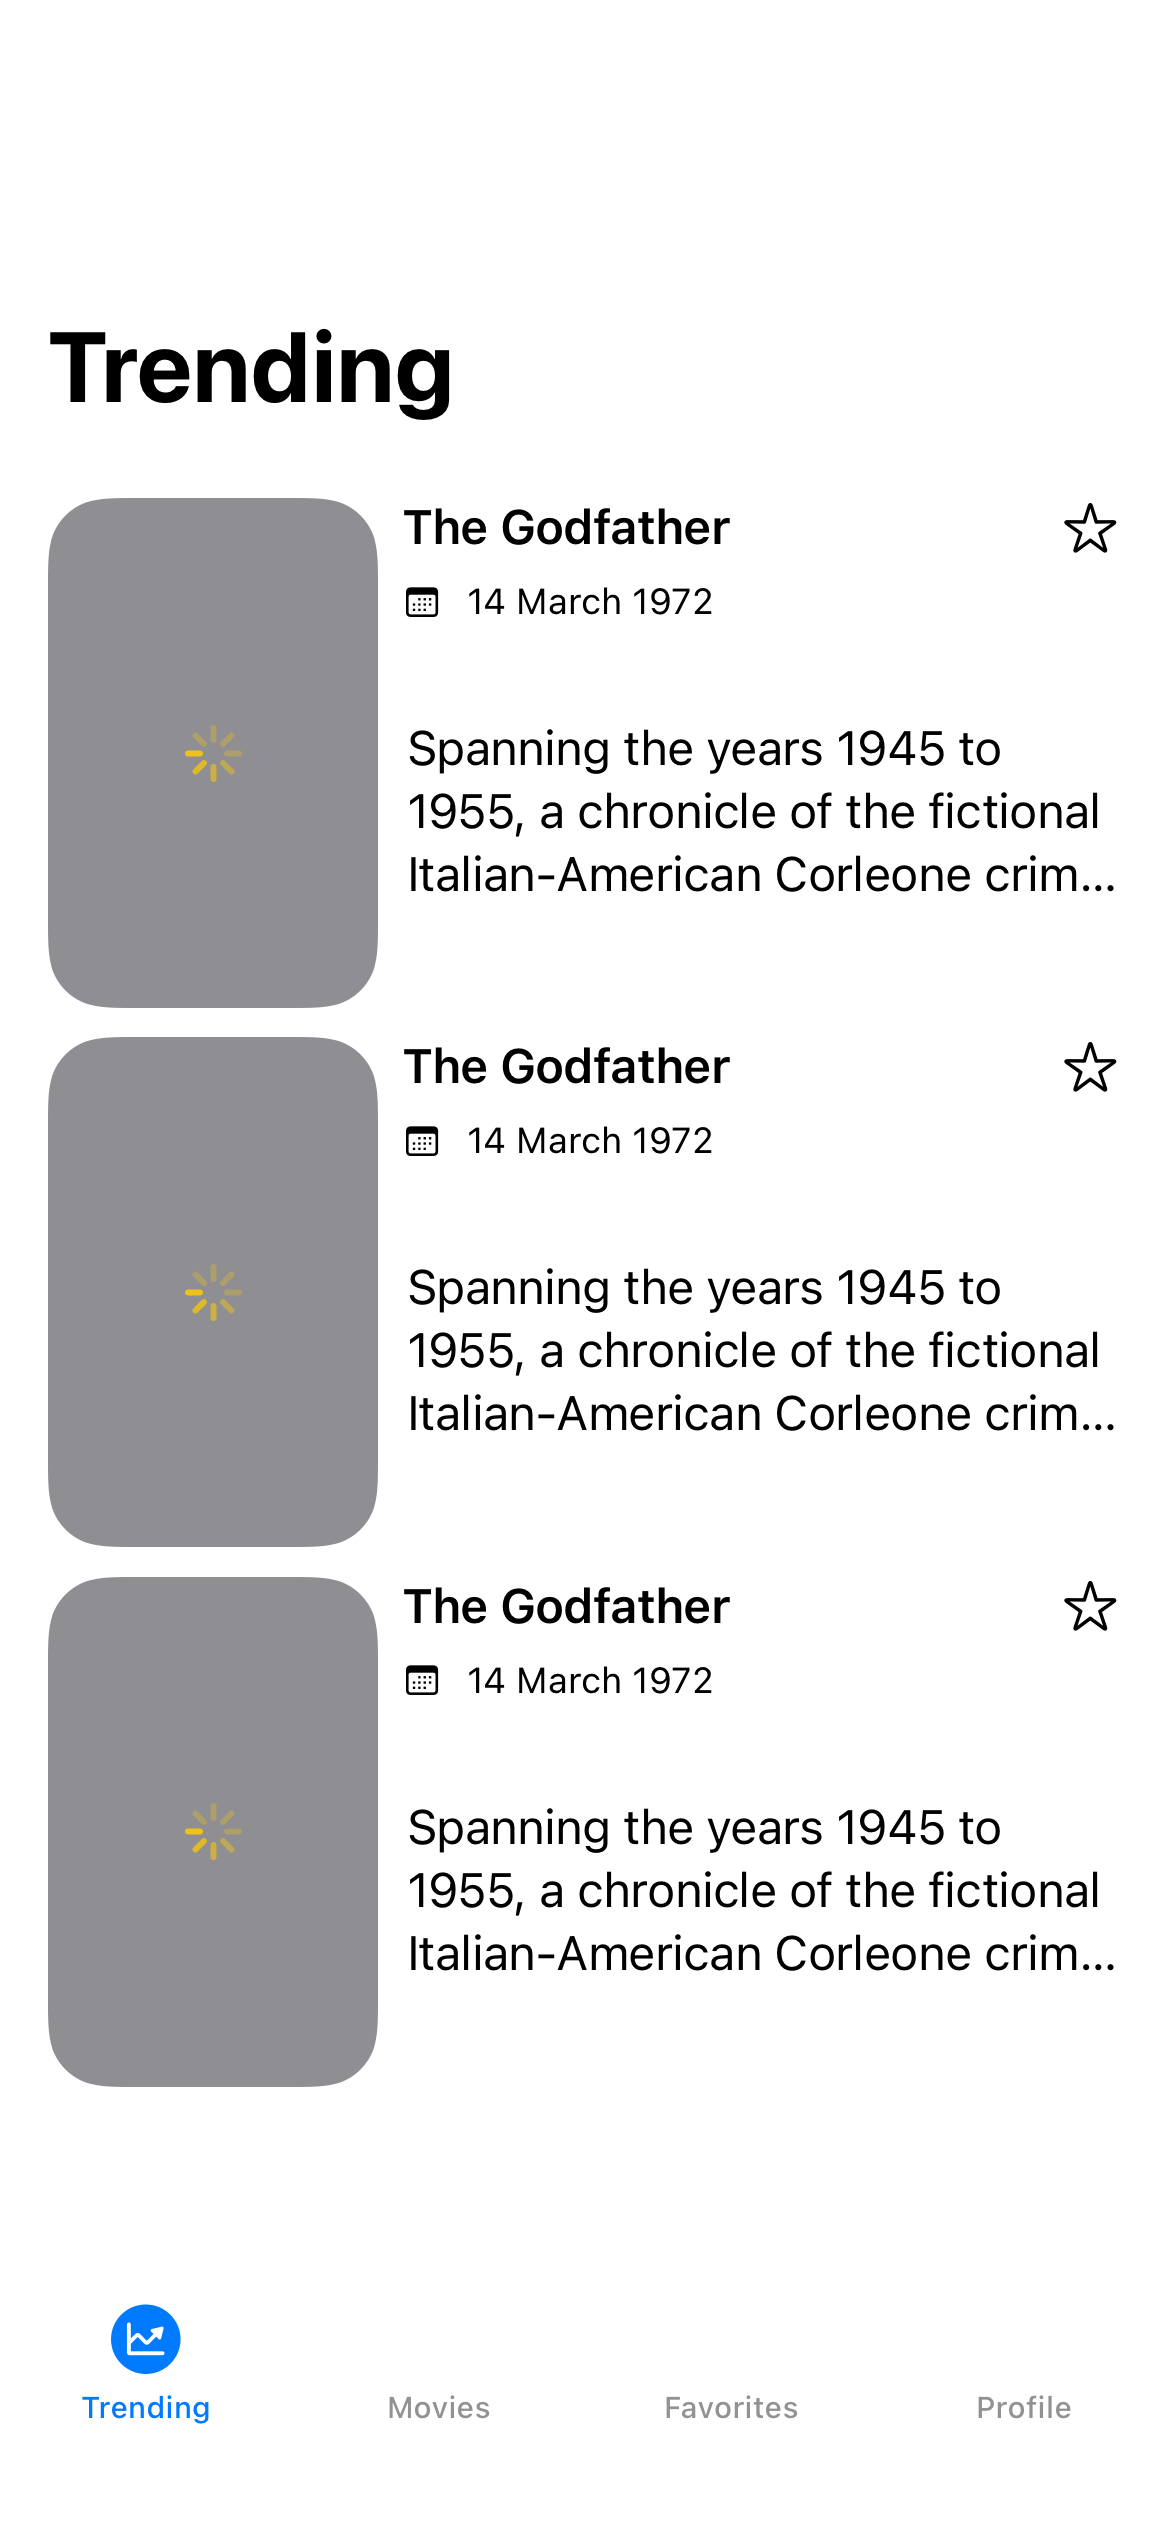 Trending
The Godfather
14 March 1972
Spanning the years 1945 to
1955, a chronicle of the fictional
Italian-American Corleone crim...
The Godfather
14 March 1972
Spanning the years 1945 to
1955, a chronicle of the fictional
Italian-American Corleone crim...
The Godfather
14 March 1972
Spanning the years 1945 to
1955, a chronicle of the fictional
Italian-American Corleone crim...
Trending
Movies
Favorites
Profile